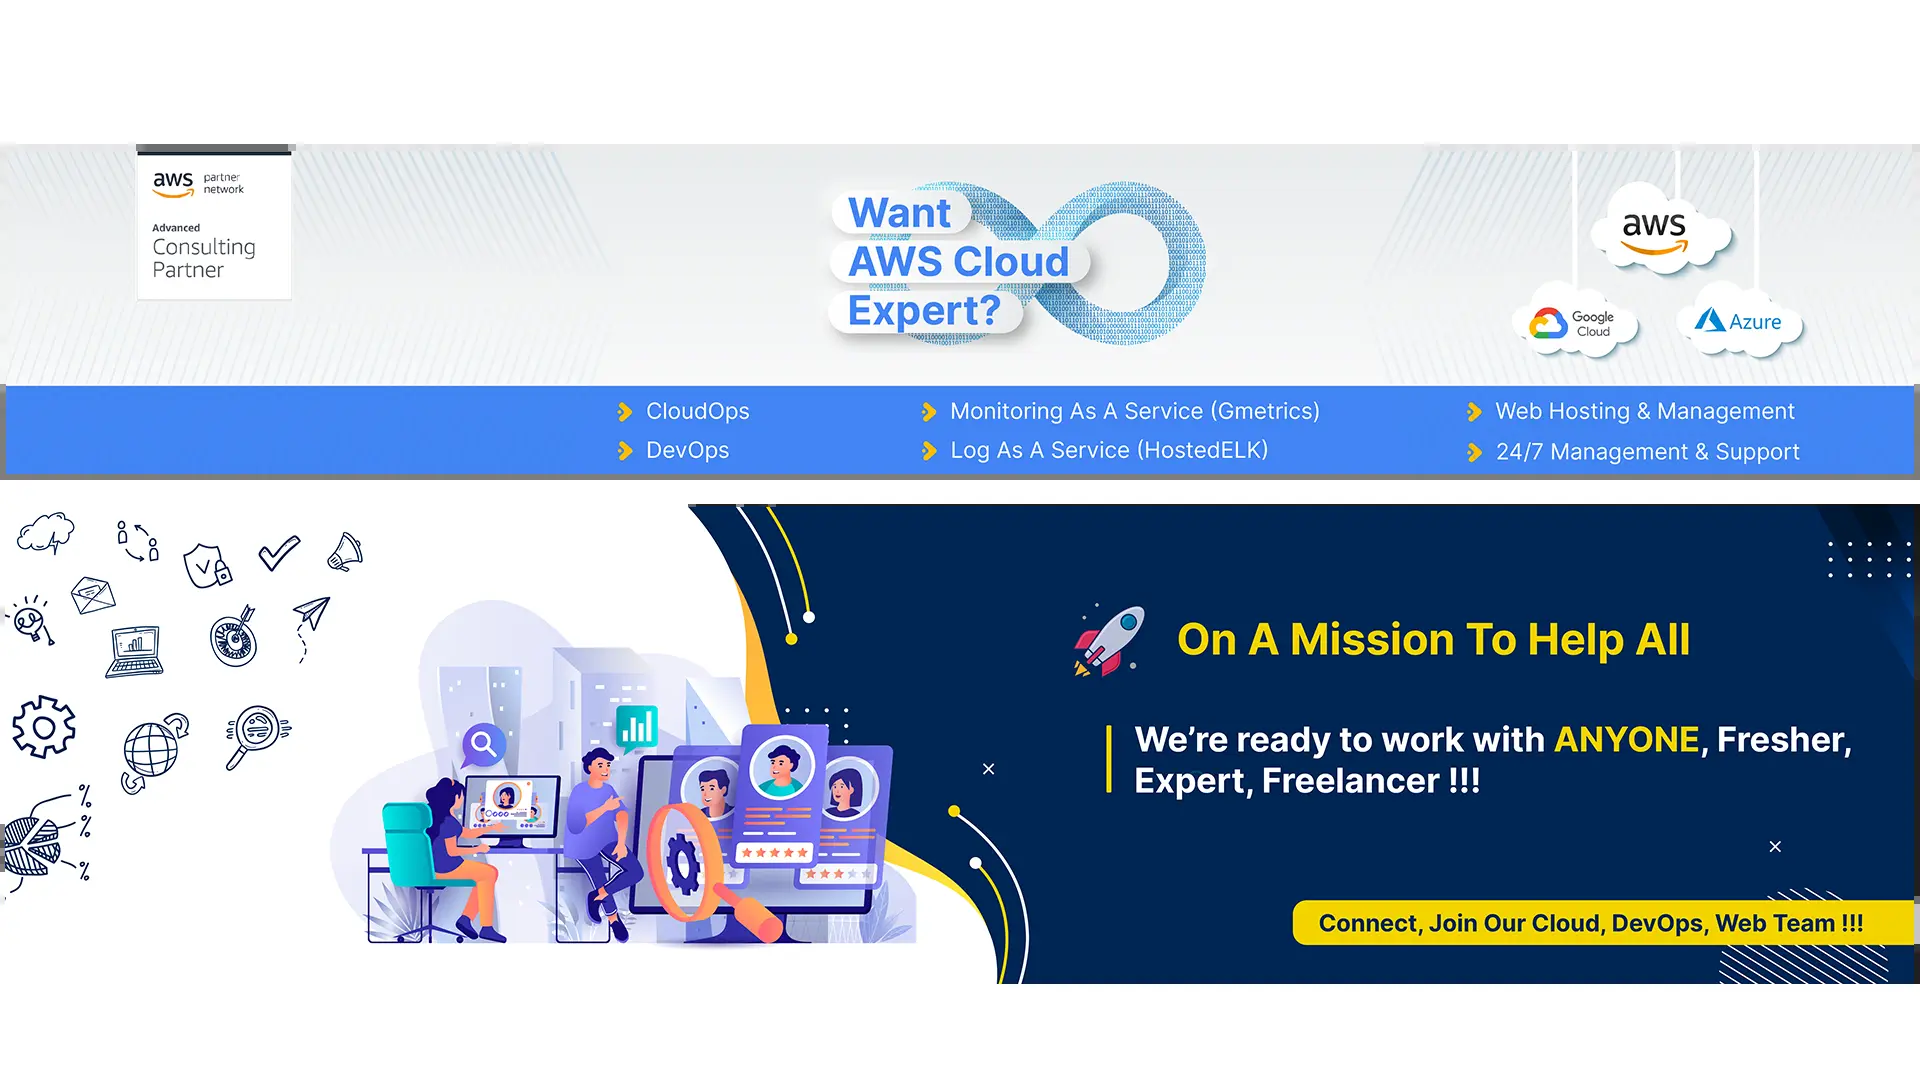 aws partner
network
Advanced
Consulting
Partner
Want
AWS Cloud
Expert?
aws
Google
Cloud
Azure
CloudOps
DevOps
Monitoring As A Service (Gmetrics)
Log As A Service (HostedELK)
Web Hosting & Management
24/7 Management & Support
On A Mission To Help All
We're ready to work with ANYONE, Fresher,
Expert, Freelancer !!!
Connect, Join Our Cloud, DevOps, Web Team !!!
%
%
%